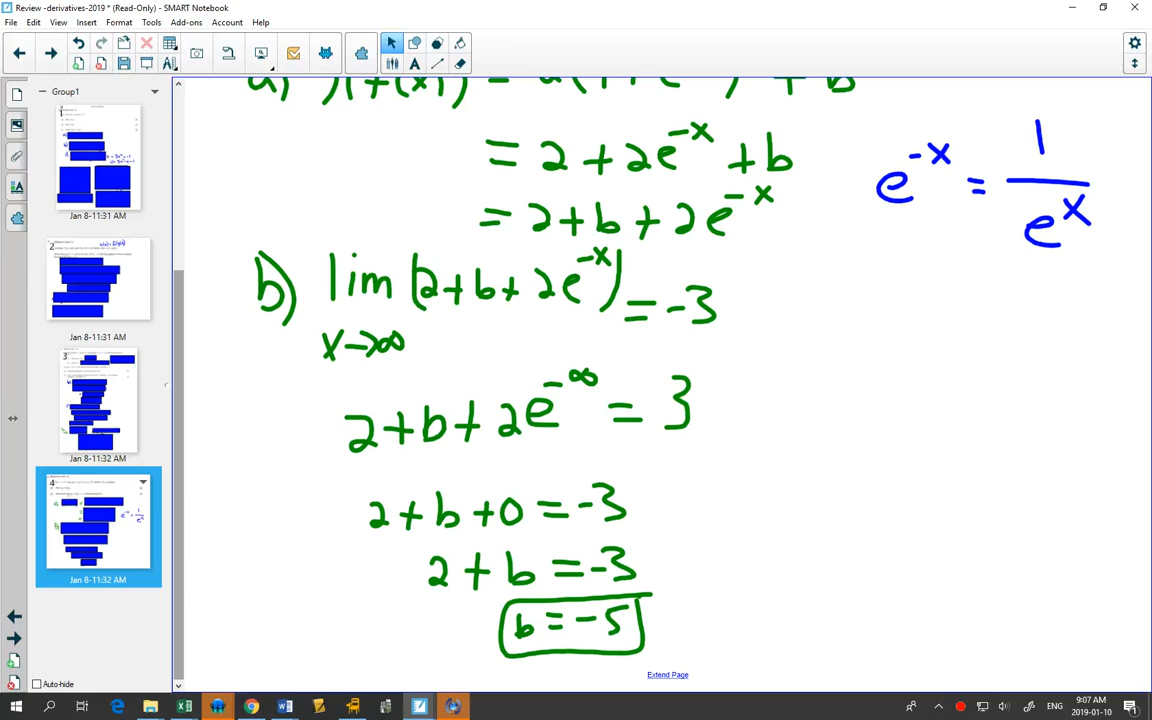 Review -derivatives-2019 * (Read-Only) - SMART Notebook
File Edit View Insert Format Tools Add-ons Account Help
Group1
Jan 8-11:31 AM
Jan 8-11:31 AM
Jan 8-11:32 AM
Jan 8-11:32 AM
Auto-hide
= 2 + 2e^-x + b
= 2 + b + 2e^-x
e^-x = 1/e^x
b) lim (2 + b + 2e^-x) = -3
x→∞
2 + b + 2e^-∞ = 3
2 + b + 0 = -3
2 + b = -3
b = -5
Extend Page
ENG
9:07 AM
2019-01-10